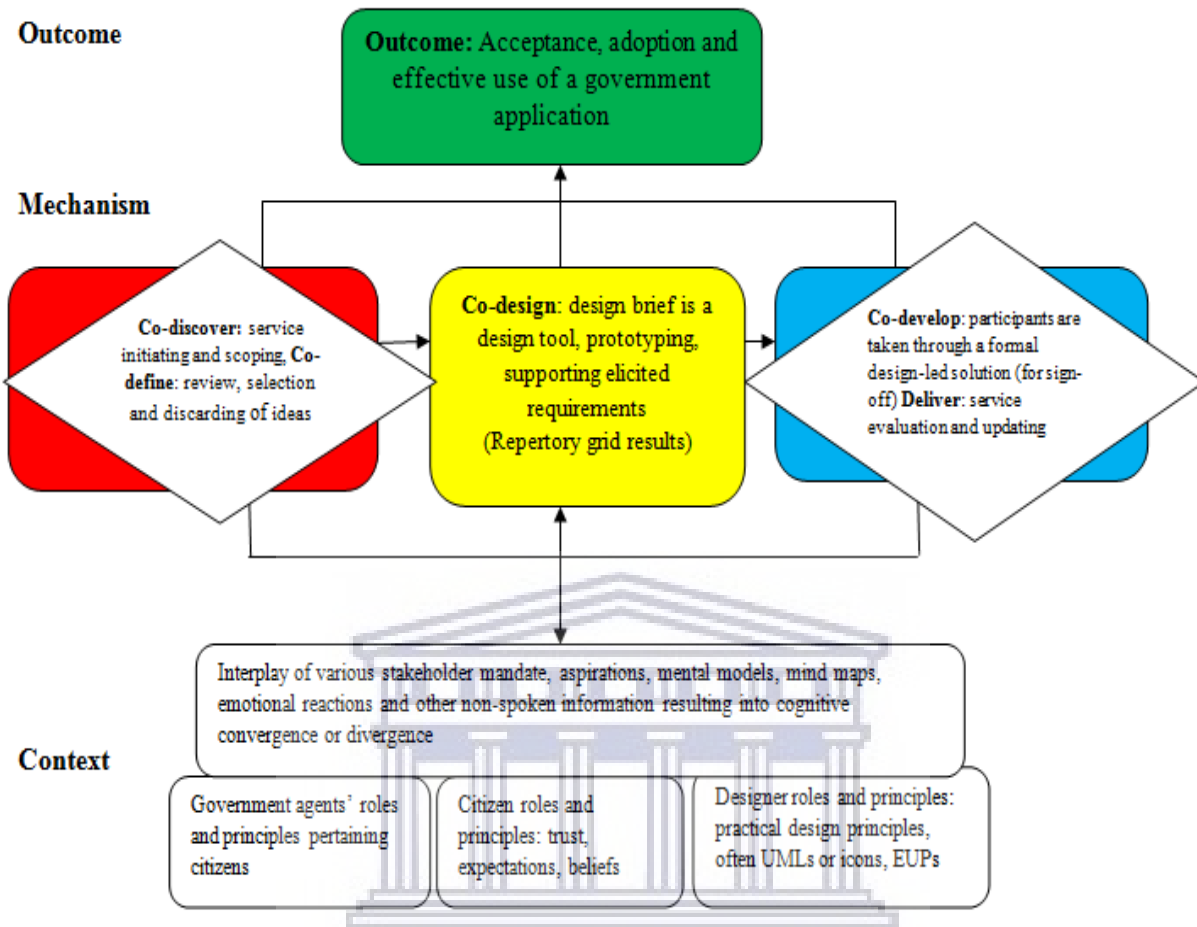 Outcome
Outcome: Acceptance, adoption and
effective use of a government
application
Mechanism
Co-discover: service
initiating and scoping, Co-
define: review, selection
and discarding of ideas
Co-design: design brief is a
design tool, prototyping,
supporting elicited
requirements
(Repertory grid results)
Co-develop: participants are
taken through a formal
design-led solution (for sign-
off) Deliver: service
evaluation and updating
Interplay of various stakeholder mandate, aspirations, mental models, mind maps,
emotional reactions and other non-spoken information resulting into cognitive
convergence or divergence
Context
Government agents’ roles
and principles pertaining
citizens
Citizen roles and
principles: trust,
expectations, beliefs
Designer roles and principles:
practical design principles,
often UMLs or icons, EUPs